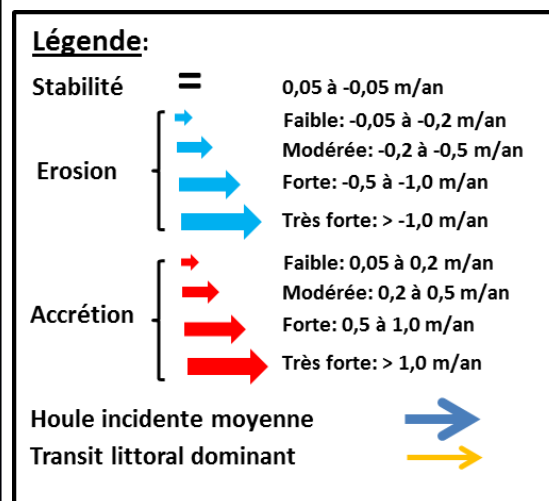 Légende:
Stabilité = 0,05 à -0,05 m/an
Faible: -0,05 à -0,2 m/an
Modérée: -0,2 à -0,5 m/an
Erosion
Forte: -0,5 à -1,0 m/an
Très forte: > -1,0 m/an
Faible: 0,05 à 0,2 m/an
Modérée: 0,2 à 0,5 m/an
Accrétion
Forte: 0,5 à 1,0 m/an
Très forte: > 1,0 m/an
Houle incidente moyenne
Transit littoral dominant